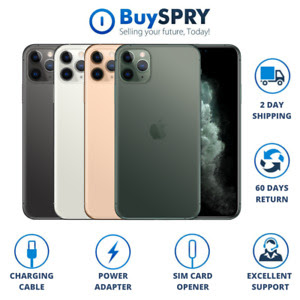 BuySPRY
Selling your future, Today!
2 DAY
SHIPPING
60 DAYS
RETURN
CHARGING
CABLE
POWER
ADAPTER
SIM CARD
OPENER
EXCELLENT
SUPPORT